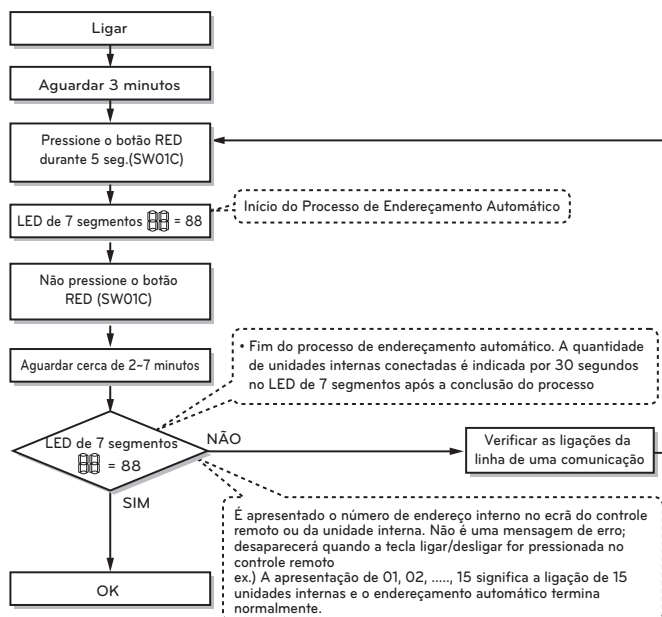 Ligar
Aguardar 3 minutos
Pressione o botão RED
durante 5 seg.(SW01C)
LED de 7 segmentos 88 = 88
Início do Processo de Endereçamento Automático
Não pressione o botão
RED (SW01C)
Aguardar cerca de 2~7 minutos
• Fim do processo de endereçamento automático. A quantidade
de unidades internas conectadas é indicada por 30 segundos
no LED de 7 segmentos após a conclusão do processo
LED de 7 segmentos
88 = 88
NÃO
Verificar as ligações da
linha de uma comunicação
SIM
É apresentado o número de endereço interno no ecrã do controle
remoto ou da unidade interna. Não é uma mensagem de erro;
desaparecerá quando a tecla ligar/desligar for pressionada no
controle remoto
ex.) A apresentação de 01, 02, ....., 15 significa a ligação de 15
unidades internas e o endereçamento automático termina
normalmente.
OK